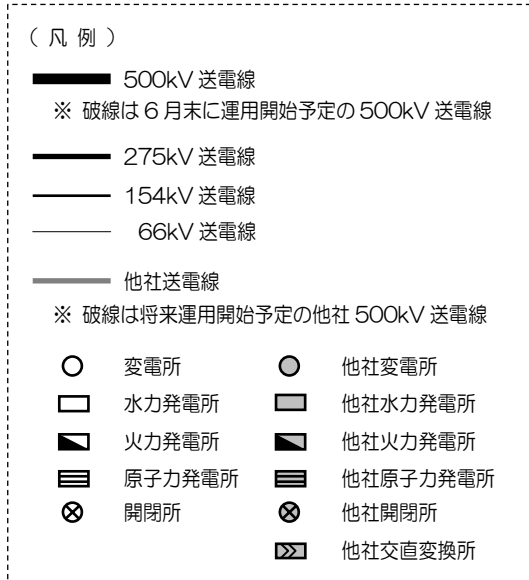 （ 凡 例 ）
500kV 送電線
※ 破線は 6 月末に運用開始予定の 500kV 送電線
275kV 送電線
154kV 送電線
66kV 送電線
他社送電線
※ 破線は将来運用開始予定の他社 500kV 送電線
変電所 他社変電所
水力発電所 他社水力発電所
火力発電所 他社火力発電所
原子力発電所 他社原子力発電所
開閉所 他社開閉所
他社交直変換所